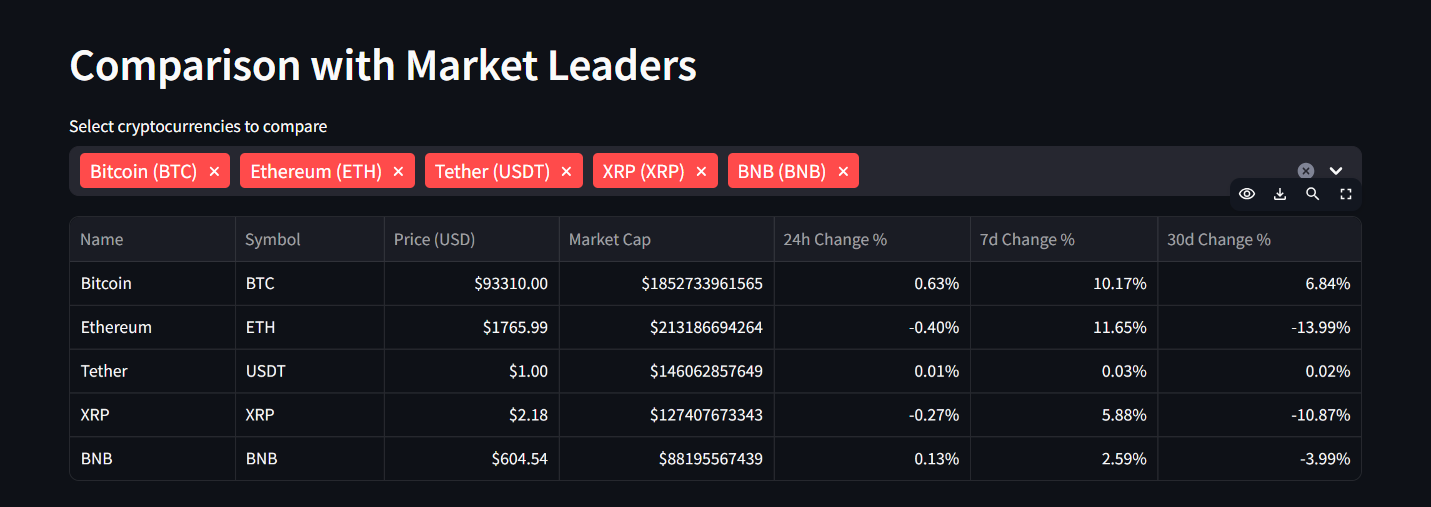 Comparison with Market Leaders
Select cryptocurrencies to compare
Bitcoin (BTC) Ethereum (ETH) Tether (USDT) XRP (XRP) BNB (BNB)
Name Symbol Price (USD) Market Cap 24h Change % 7d Change % 30d Change %
Bitcoin BTC $93310.00 $1852733961565 0.63% 10.17% 6.84%
Ethereum ETH $1765.99 $213186694264 -0.40% 11.65% -13.99%
Tether USDT $1.00 $146062857649 0.01% 0.03% 0.02%
XRP XRP $2.18 $127407673343 -0.27% 5.88% -10.87%
BNB BNB $604.54 $88195567439 0.13% 2.59% -3.99%